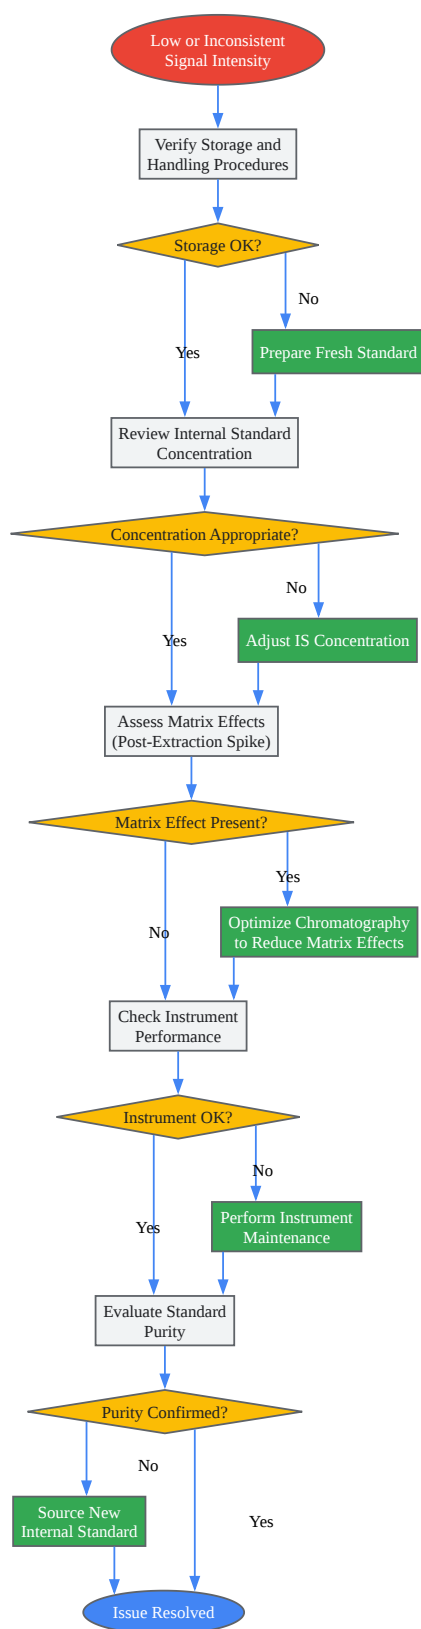 Low or Inconsistent
Signal Intensity
Verify Storage and
Handling Procedures
Storage OK?
No
Yes
Prepare Fresh Standard
Review Internal Standard
Concentration
Concentration Appropriate?
No
Yes
Adjust IS Concentration
Assess Matrix Effects
(Post-Extraction Spike)
Matrix Effect Present?
Yes
No
Optimize Chromatography
to Reduce Matrix Effects
Check Instrument
Performance
Instrument OK?
No
Yes
Perform Instrument
Maintenance
Evaluate Standard
Purity
Purity Confirmed?
No
Yes
Source New
Internal Standard
Issue Resolved